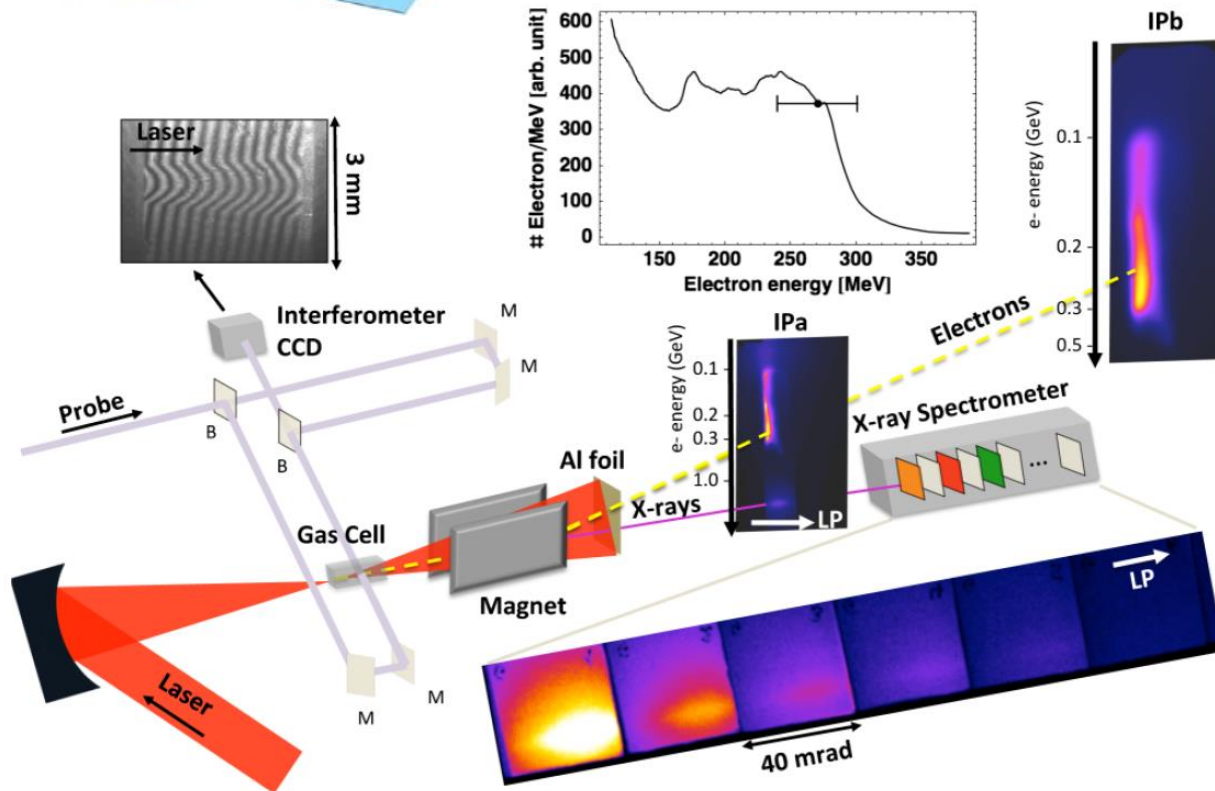 600
500
400
300
200
100
0
# Electron/MeV [arb. unit]
150
200
250
300
350
Electron energy [MeV]
IPb
0.1
0.2
0.3
0.5
e- energy (GeV)
Laser
3 mm
Interferometer
CCD
M
M
Probe
B
B
IPa
0.1
0.2
0.3
1.0
e- energy (GeV)
LP
Electrons
X-ray Spectrometer
...
Al foil
X-rays
Gas Cell
Magnet
M
M
Laser
LP
40 mrad